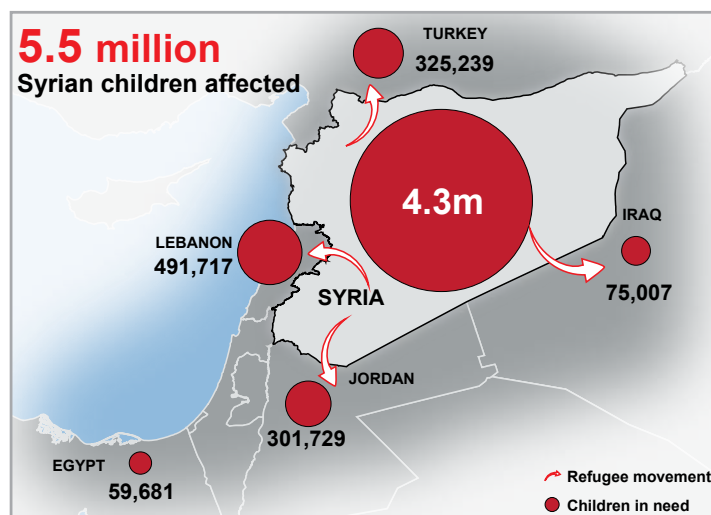 5.5 million
Syrian children affected
TURKEY
325,239
4.3m
IRAQ
75,007
LEBANON
491,717
SYRIA
JORDAN
301,729
EGYPT
59,681
Refugee movement
Children in need